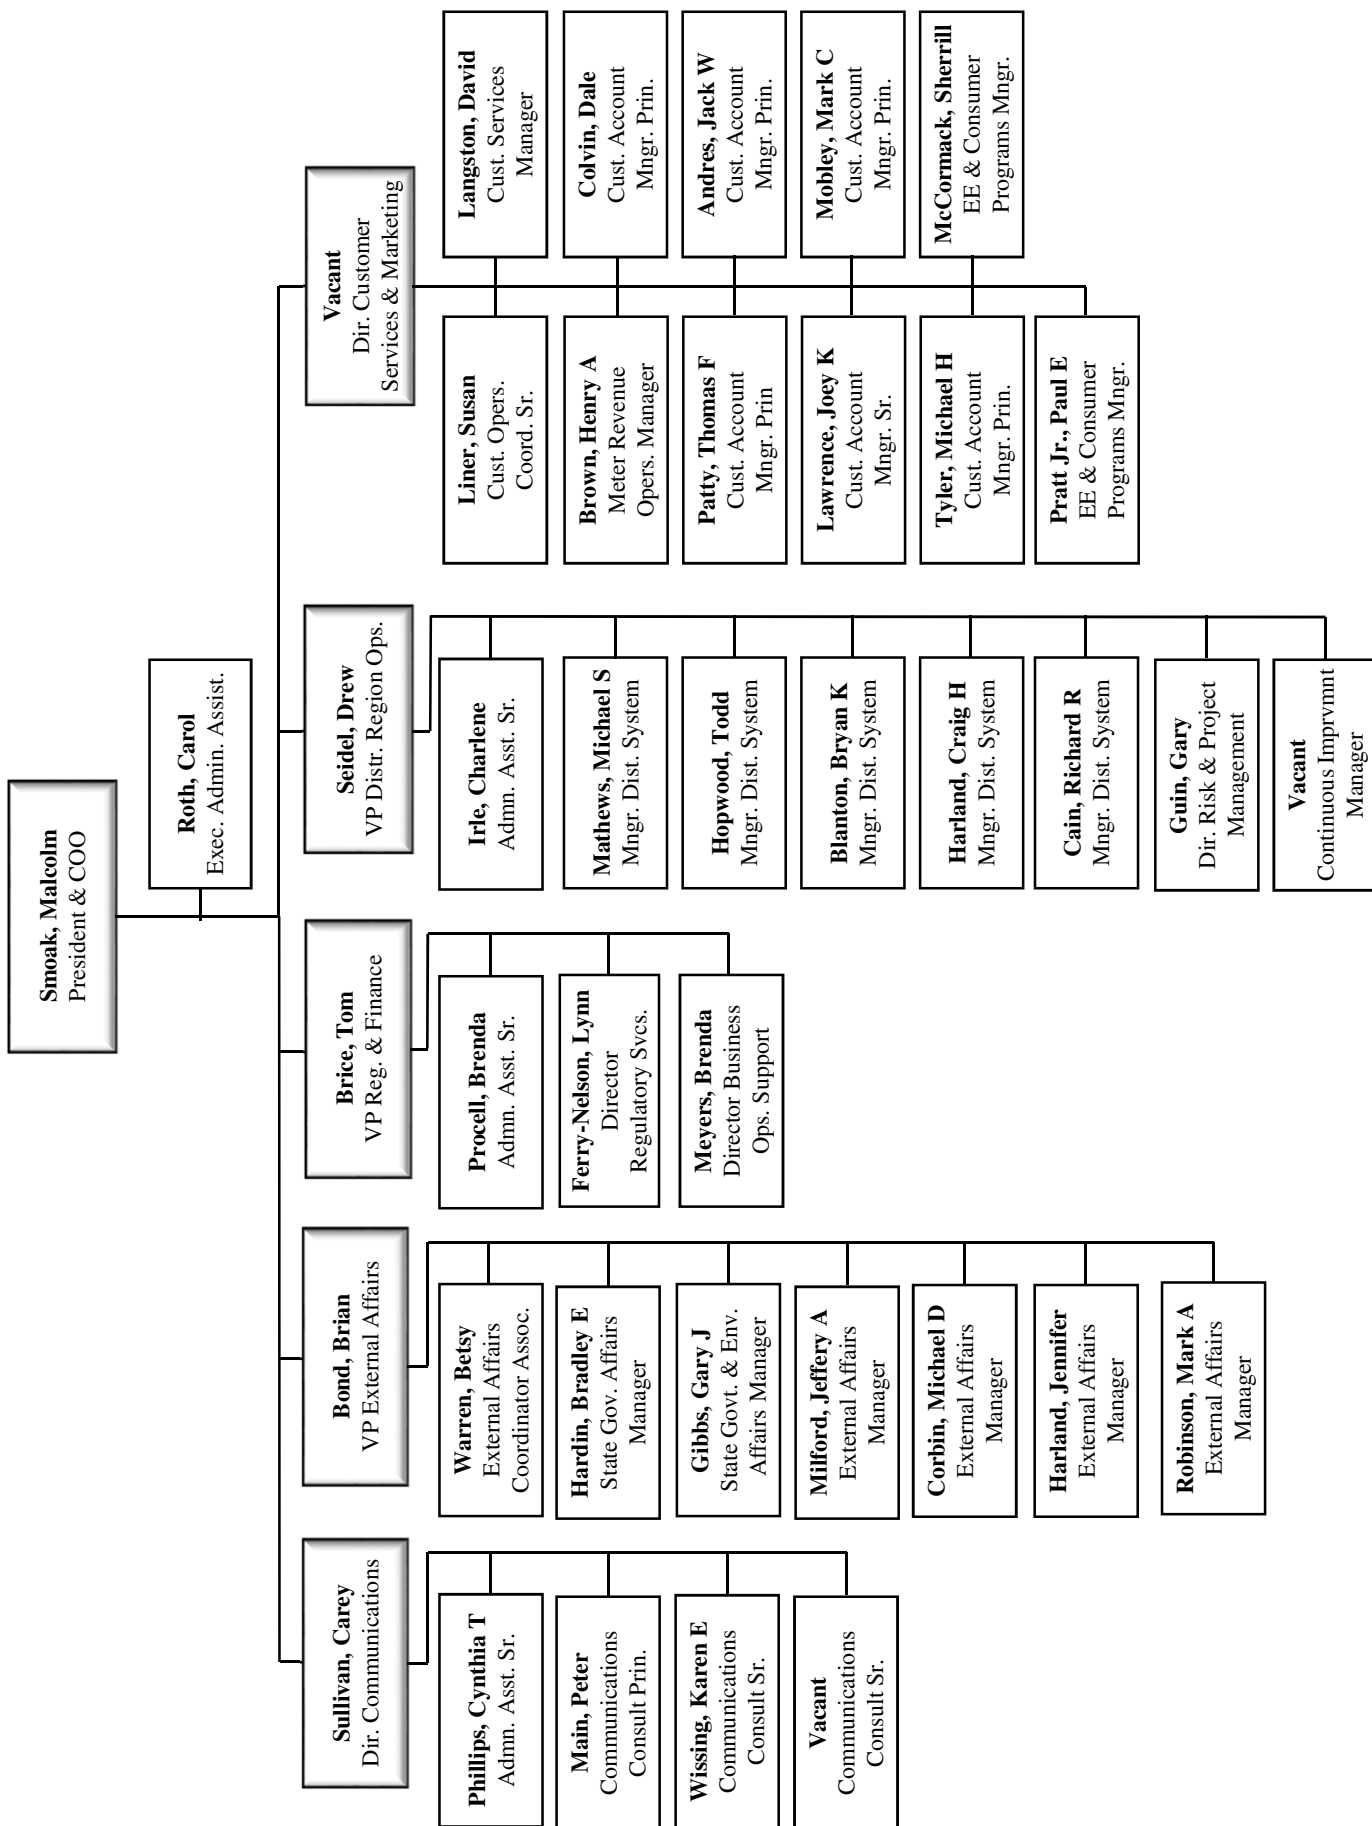 Smoak, Malcolm
President & COO
Roth, Carol
Exec. Admin. Assist.
Sullivan, Carey
Dir. Communications
Phillips, Cynthia T
Admn. Asst. Sr.
Main, Peter
Communications
Consult Prin.
Wissing, Karen E
Communications
Consult Sr.
Vacant
Communications
Consult Sr.
Bond, Brian
VP External Affairs
Warren, Betsy
External Affairs
Coordinator Assoc.
Hardin, Bradley E
State Gov. Affairs
Manager
Gibbs, Gary J
State Govt. & Env.
Affairs Manager
Milford, Jeffery A
External Affairs
Manager
Corbin, Michael D
External Affairs
Manager
Harland, Jennifer
External Affairs
Manager
Robinson, Mark A
External Affairs
Manager
Brice, Tom
VP Reg. & Finance
Procell, Brenda
Admn. Asst. Sr.
Ferry-Nelson, Lynn
Director
Regulatory Svcs.
Meyers, Brenda
Director Business
Ops. Support
Seidel, Drew
VP Distr. Region Ops.
Irle, Charlene
Admn. Asst. Sr.
Mathews, Michael S
Mngr. Dist. System
Hopwood, Todd
Mngr. Dist. System
Blanton, Bryan K
Mngr. Dist. System
Harland, Craig H
Mngr. Dist. System
Cain, Richard R
Mngr. Dist. System
Guin, Gary
Dir. Risk & Project
Management
Vacant
Continuous Imprvmnt
Manager
Vacant
Dir. Customer
Services & Marketing
Liner, Susan
Cust. Opers.
Coord. Sr.
Langston, David
Cust. Services
Manager
Brown, Henry A
Meter Revenue
Opers. Manager
Colvin, Dale
Cust. Account
Mngr. Prin.
Patty, Thomas F
Cust. Account
Mngr. Prin
Andres, Jack W
Cust. Account
Mngr. Prin.
Lawrence, Joey K
Cust. Account
Mngr. Sr.
Mobley, Mark C
Cust. Account
Mngr. Prin.
Tyler, Michael H
Cust. Account
Mngr. Prin.
McCormack, Sherrill
EE & Consumer
Programs Mngr.
Pratt Jr., Paul E
EE & Consumer
Programs Mngr.